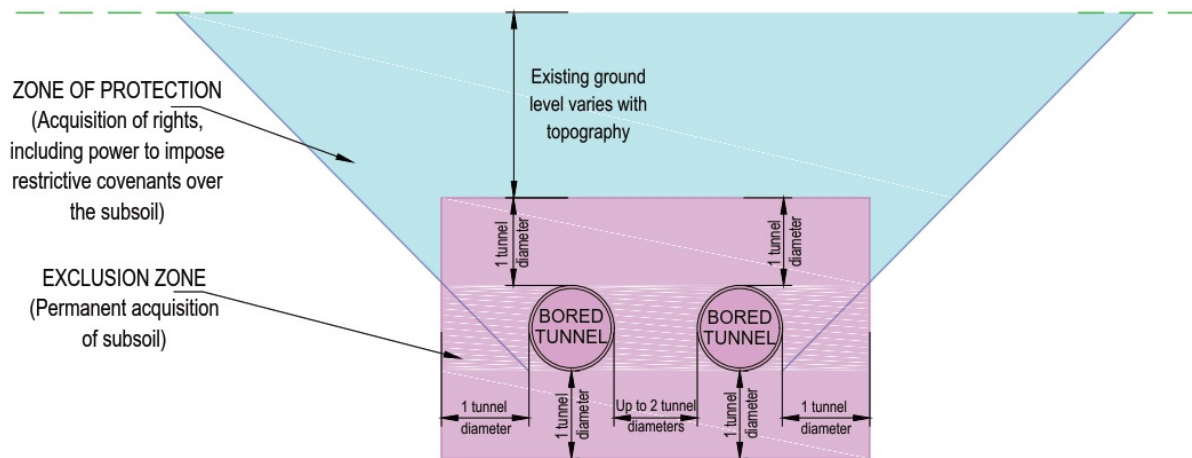 Existing ground
level varies with
topography
ZONE OF PROTECTION
(Acquisition of rights,
including power to impose
restrictive covenants over
the subsoil)
1 tunnel
diameter
1 tunnel
diameter
EXCLUSION ZONE
(Permanent acquisition
of subsoil)
BORED
TUNNEL
BORED
TUNNEL
1 tunnel
diameter
1 tunnel
diameter
Up to 2 tunnel
diameters
1 tunnel
diameter
1 tunnel
diameter